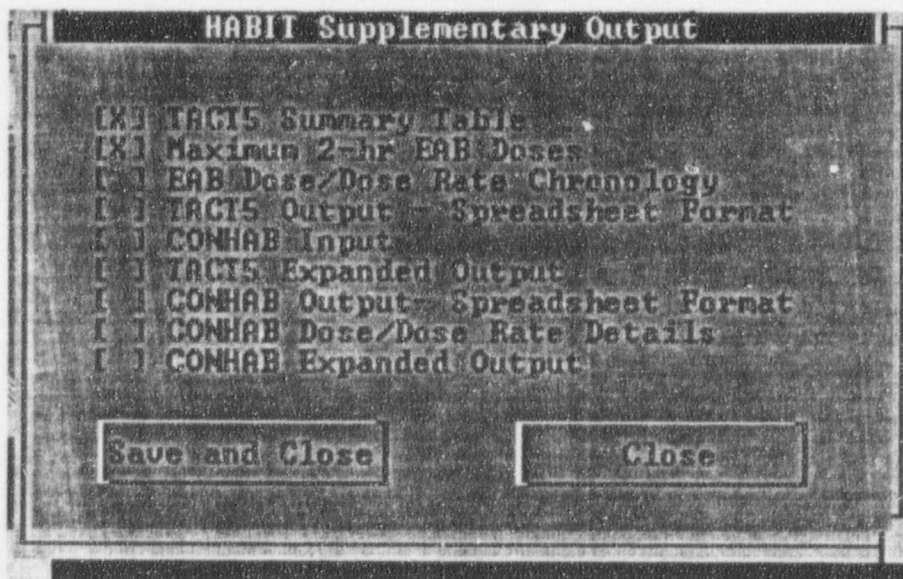 HABIT Supplementary Output
[X] TACT5 Summary Table
[X] Maximum 2-hr EAB Doses
[ ] EAB Dose/Dose Rate Chronology
[ ] TACT5 Output - Spreadsheet Format
[ ] CONHAB Input
[ ] TACT5 Expanded Output
[ ] CONHAB Output- Spreadsheet Format
[ ] CONHAB Dose/Dose Rate Details
[ ] CONHAB Expanded Output
Save and Close
Close